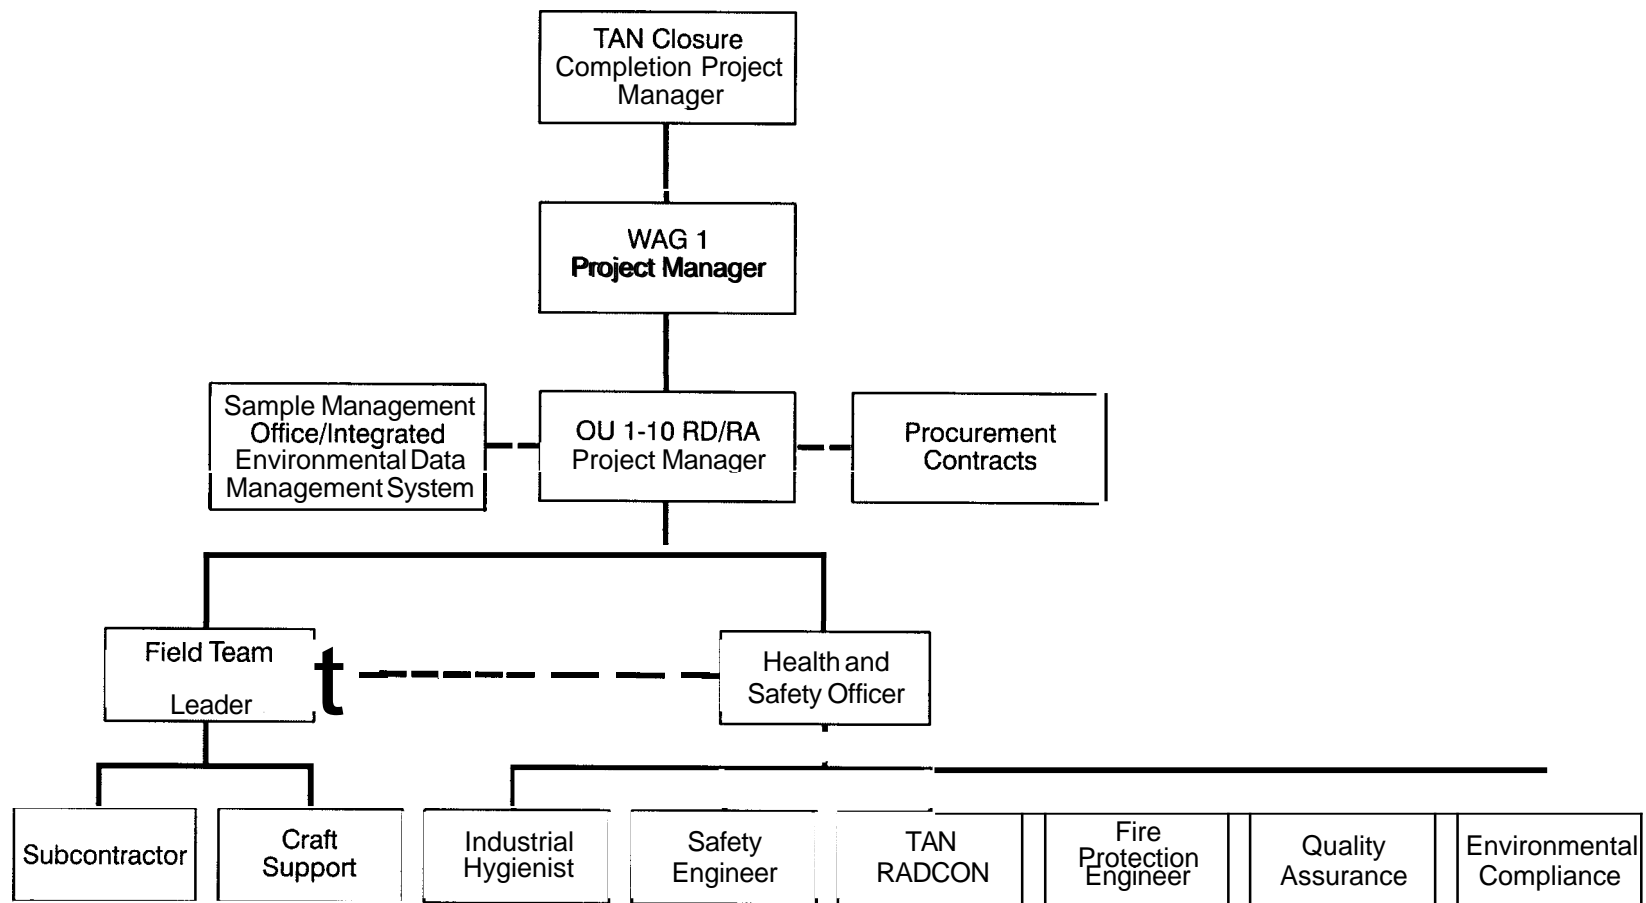 TAN Closure
Completion Project
Manager
WAG 1
Project Manager
Sample Management
Office/Integrated
Environmental Data
Management System
OU 1-10 RD/RA
Project Manager
Procurement
Contracts
Field Team
Leader
t
Health and
Safety Officer
Subcontractor
Craft
Support
Industrial
Hygienist
Safety
Engineer
TAN
RADCON
Fire
Protection
Engineer
Quality
Assurance
Environmental
Compliance